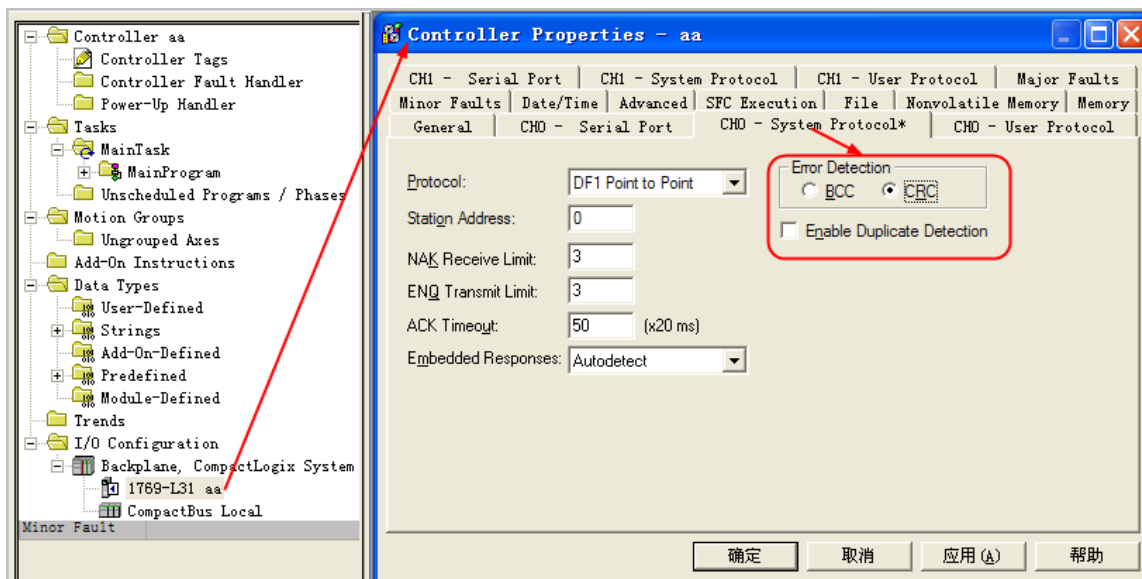 Controller aa
Controller Tags
Controller Fault Handler
Power-Up Handler
Tasks
MainTask
MainProgram
Unscheduled Programs / Phases
Motion Groups
Ungrouped Axes
Add-On Instructions
Data Types
User-Defined
Strings
Add-On-Defined
Predefined
Module-Defined
Trends
I/O Configuration
Backplane, CompactLogix System
1769-L31 aa
CompactBus Local
Minor Fault
Controller Properties - aa
CH1 - Serial Port CH1 - System Protocol CH1 - User Protocol Major Faults
Minor Faults Date/Time Advanced SFC Execution File Nonvolatile Memory Memory
General CH0 - Serial Port CH0 - System Protocol* CH0 - User Protocol
Protocol: DF1 Point to Point
Station Address: 0
NAK Receive Limit: 3
ENQ Transmit Limit: 3
ACK Timeout: 50 (x20 ms)
Embedded Responses: Autodetect
Error Detection
BCC CRC
Enable Duplicate Detection
确定 取消 应用(A) 帮助